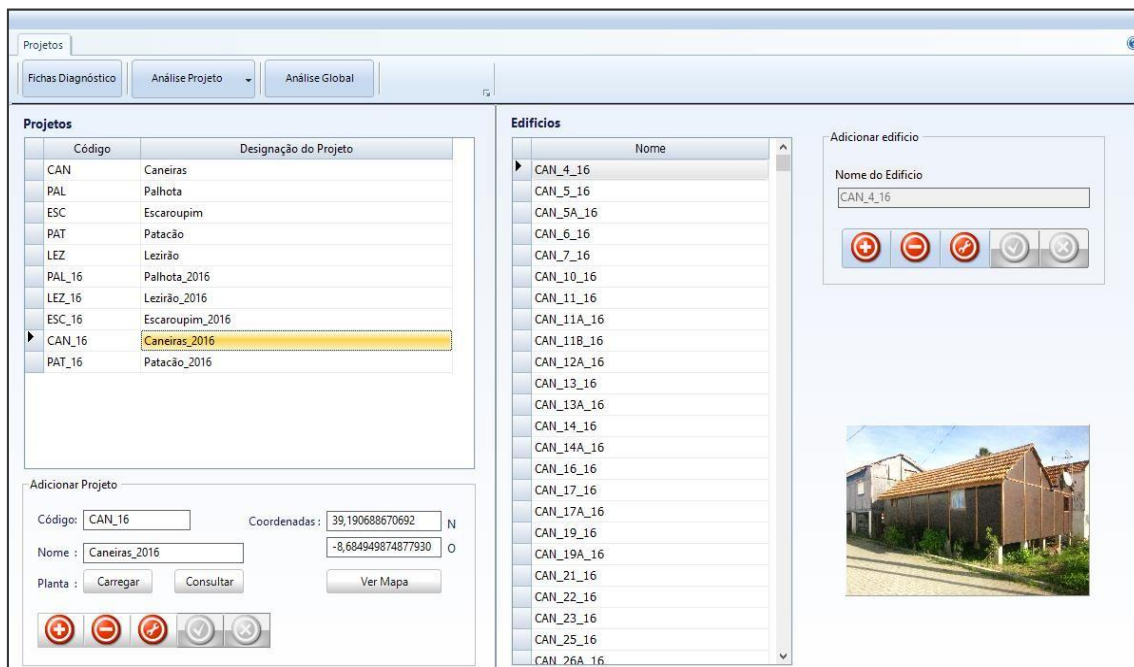 Projetos
Fichas Diagnóstico Análise Projeto Análise Global
Projetos
Código Designação do Projeto
CAN Caneiras
PAL Palhota
ESC Escaroupim
PAT Patacão
LEZ Lezirão
PAL_16 Palhota_2016
LEZ_16 Lezirão_2016
ESC_16 Escaroupim_2016
CAN_16 Caneiras_2016
PAT_16 Patacão_2016
Adicionar Projeto
Código: CAN_16 Coordenadas : 39,190688670692 N
Nome : Caneiras_2016 -8,684949874877930 O
Planta : Carregar Consultar Ver Mapa
Edificios
Nome
CAN_4_16
CAN_5_16
CAN_5A_16
CAN_6_16
CAN_7_16
CAN_10_16
CAN_11_16
CAN_11A_16
CAN_11B_16
CAN_12A_16
CAN_13_16
CAN_13A_16
CAN_14_16
CAN_14A_16
CAN_16_16
CAN_17_16
CAN_17A_16
CAN_19_16
CAN_19A_16
CAN_21_16
CAN_22_16
CAN_23_16
CAN_25_16
CAN_26A_16
Adicionar edificio
Nome do Edificio
CAN_4_16